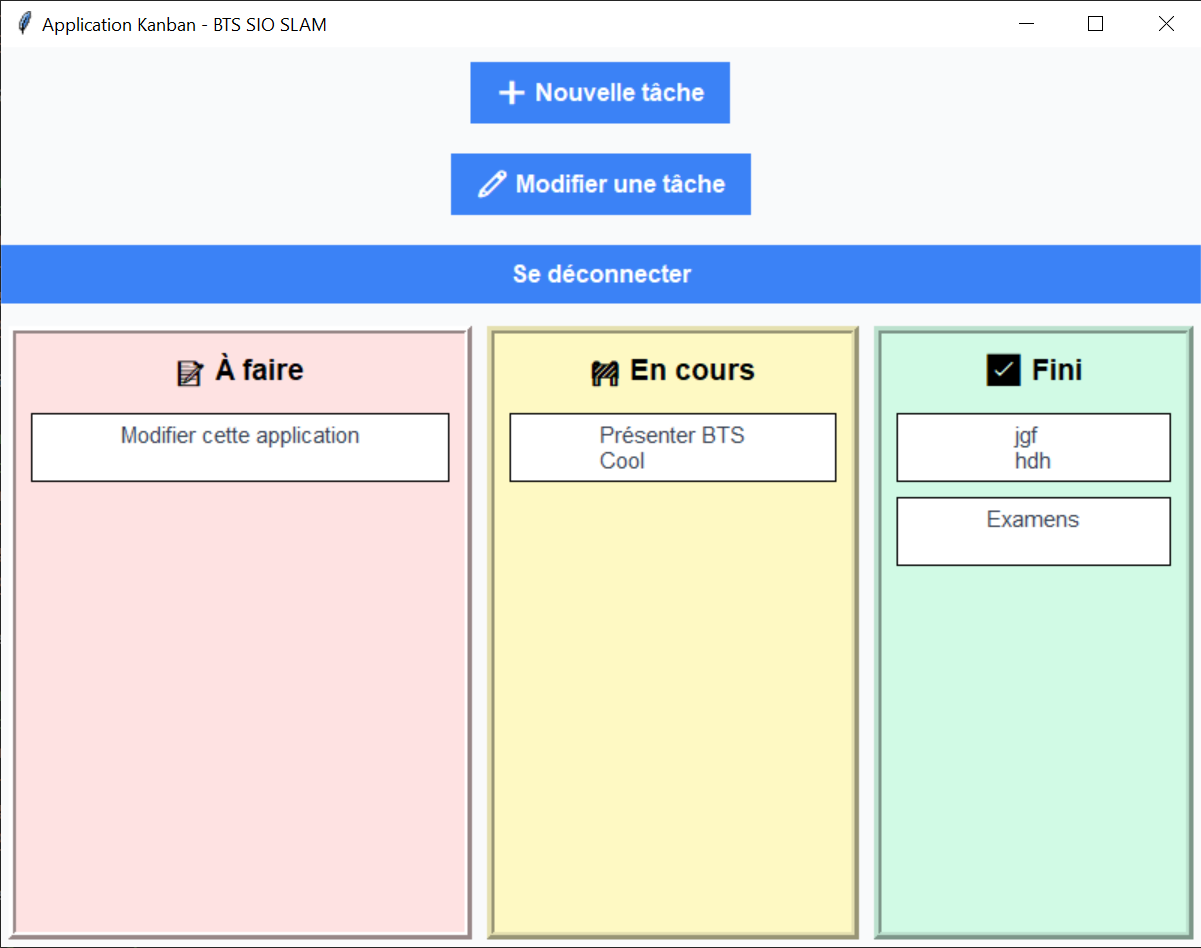 Application Kanban - BTS SIO SLAM
Nouvelle tâche
Modifier une tâche
Se déconnecter
À faire
Modifier cette application
En cours
Présenter BTS
Cool
Fini
jgf
hdh
Examens